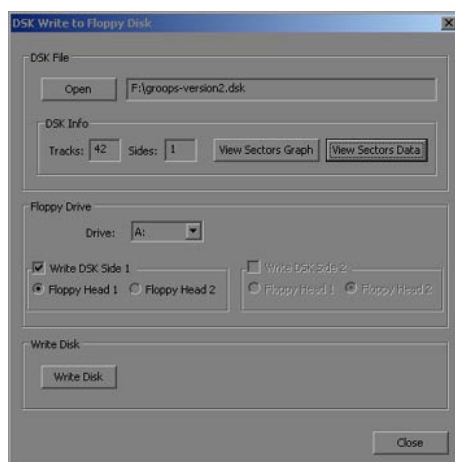 DSK Write to Floppy Disk
DSK File
Open F:\groops-version2.dsk
DSK Info
Tracks: 42 Sides: 1 View Sectors Graph View Sectors Data
Floppy Drive
Drive: A:
Write DSK Side 1 Write DSK Side 2
Floppy Head 1 Floppy Head 2 Floppy Head 1 Floppy Head 2
Write Disk
Write Disk
Close